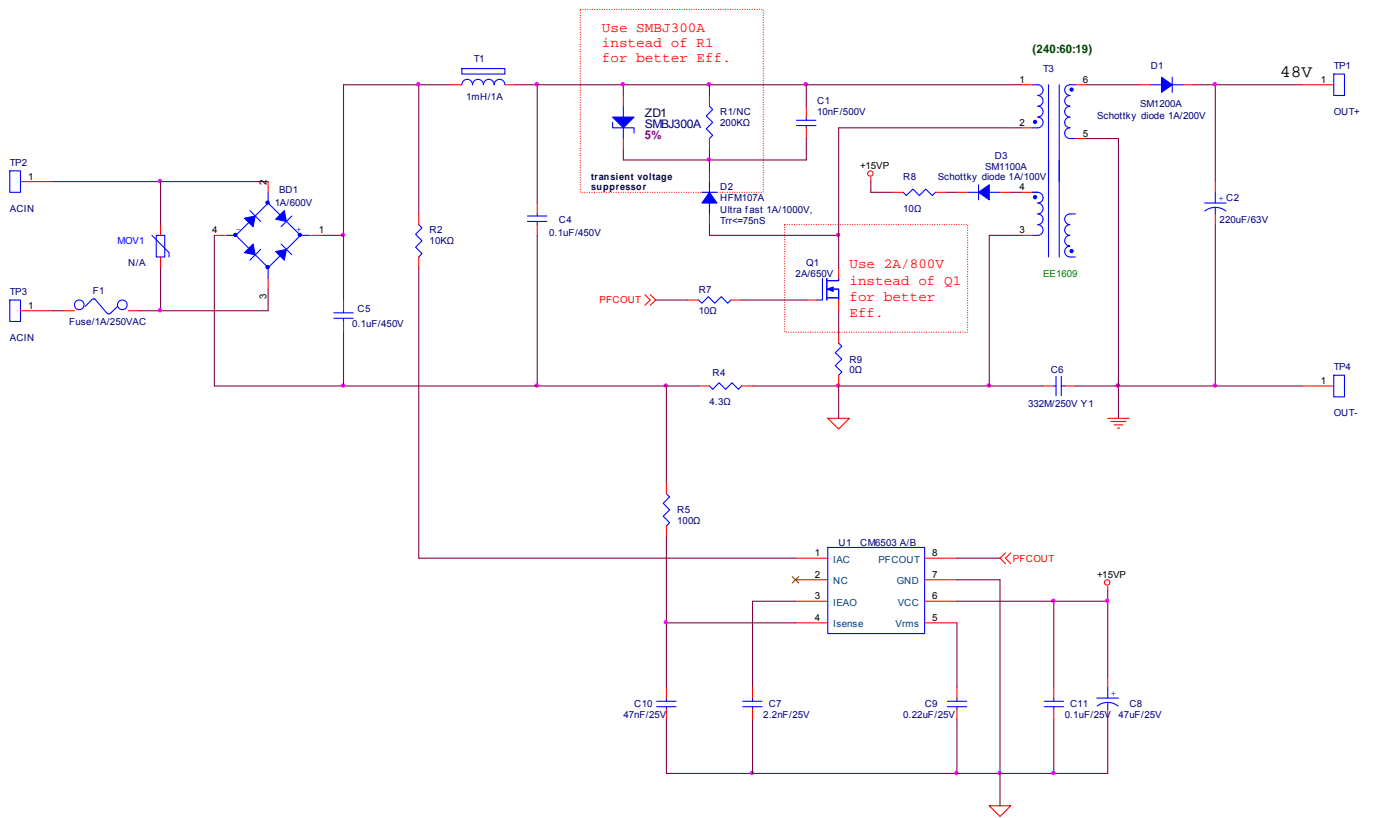 Use SMBJ300A
instead of R1
for better Eff.
(240:60:19)
T1
1mH/1A
ZD1
SMBJ300A
5%
R1/NC
200KΩ
C1
10nF/500V
transient voltage
suppressor
D2
HFM107A
Ultra fast 1A/1000V,
Trr<=75nS
T3
1
2
4
3
6
5
EE1609
D1
SM1200A
Schottky diode 1A/200V
48V
TP1
1
OUT+
+15VP
R8
10Ω
D3
SM1100A
Schottky diode 1A/100V
C2
+
220uF/63V
TP2
1
ACIN
MOV1
N/A
BD1
1A/600V
2
4
1
3
-
+
TP3
1
ACIN
F1
Fuse/1A/250VAC
C5
0.1uF/450V
R2
10KΩ
C4
0.1uF/450V
PFCOUT
R7
10Ω
Q1
2A/650V
Use 2A/800V
instead of Q1
for better
Eff.
R9
0Ω
R4
4.3Ω
C6
332M/250V Y1
TP4
1
OUT-
R5
100Ω
U1 CM6503 A/B
1 IAC PFCOUT 8
2 NC GND 7
3 IEAO VCC 6
4 Isense Vrms 5
PFCOUT
+15VP
C10
47nF/25V
C7
2.2nF/25V
C9
0.22uF/25V
C11
0.1uF/25V
C8
+
47uF/25V